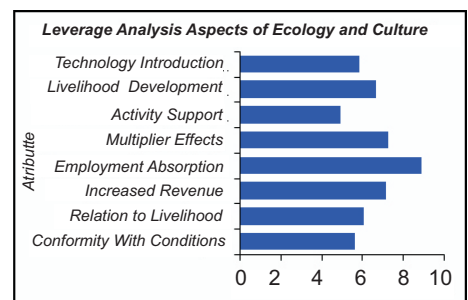 Leverage Analysis Aspects of Ecology and Culture
Atributte
Technology Introduction
Livelihood Development
Activity Support
Multiplier Effects
Employment Absorption
Increased Revenue
Relation to Livelihood
Conformity With Conditions
0 2 4 6 8 10